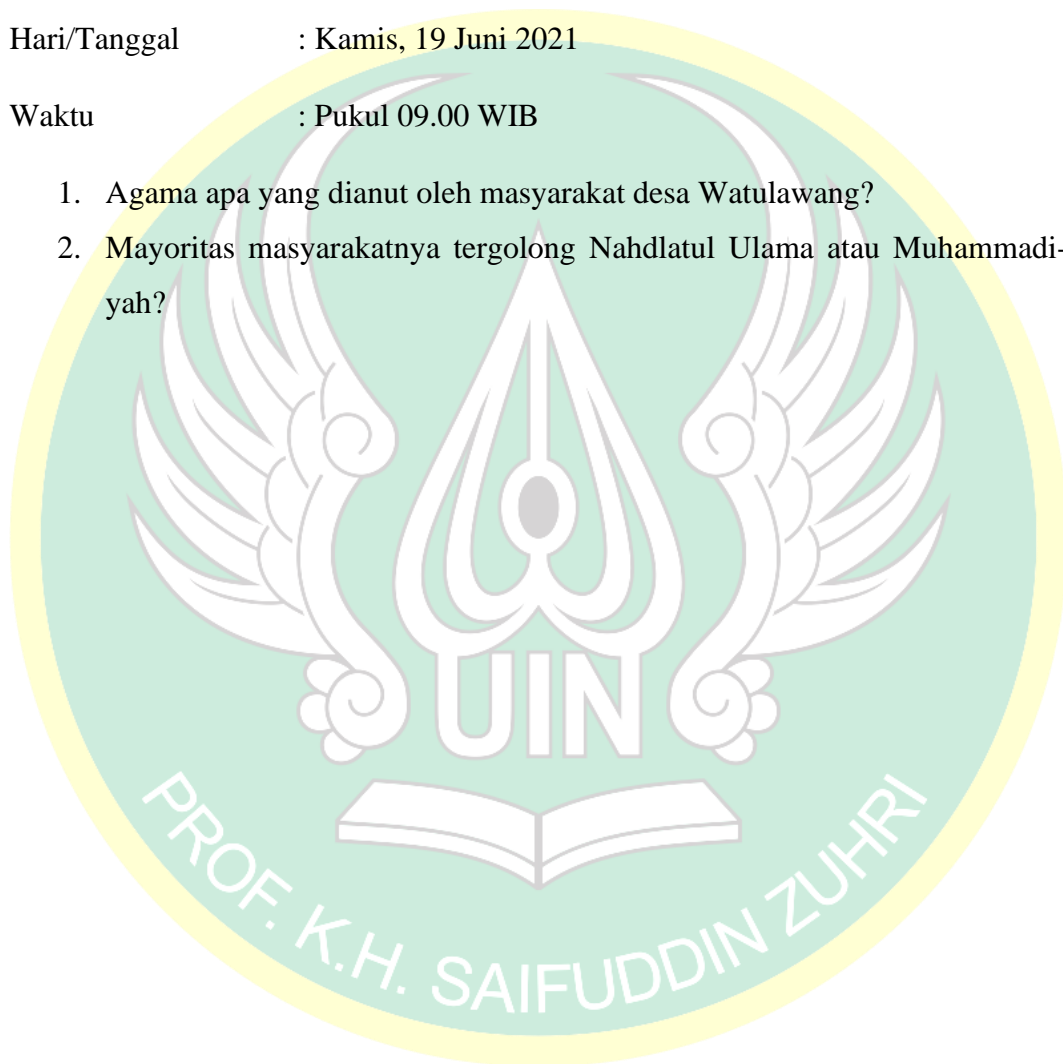 Hari/Tanggal : Kamis, 19 Juni 2021
Waktu : Pukul 09.00 WIB
1. Agama apa yang dianut oleh masyarakat desa Watulawang?
2. Mayoritas masyarakatnya tergolong Nahdlatul Ulama atau Muhammadi-
yah?
UIN
PROF. K.H. SAIFUDDIN ZUHRI